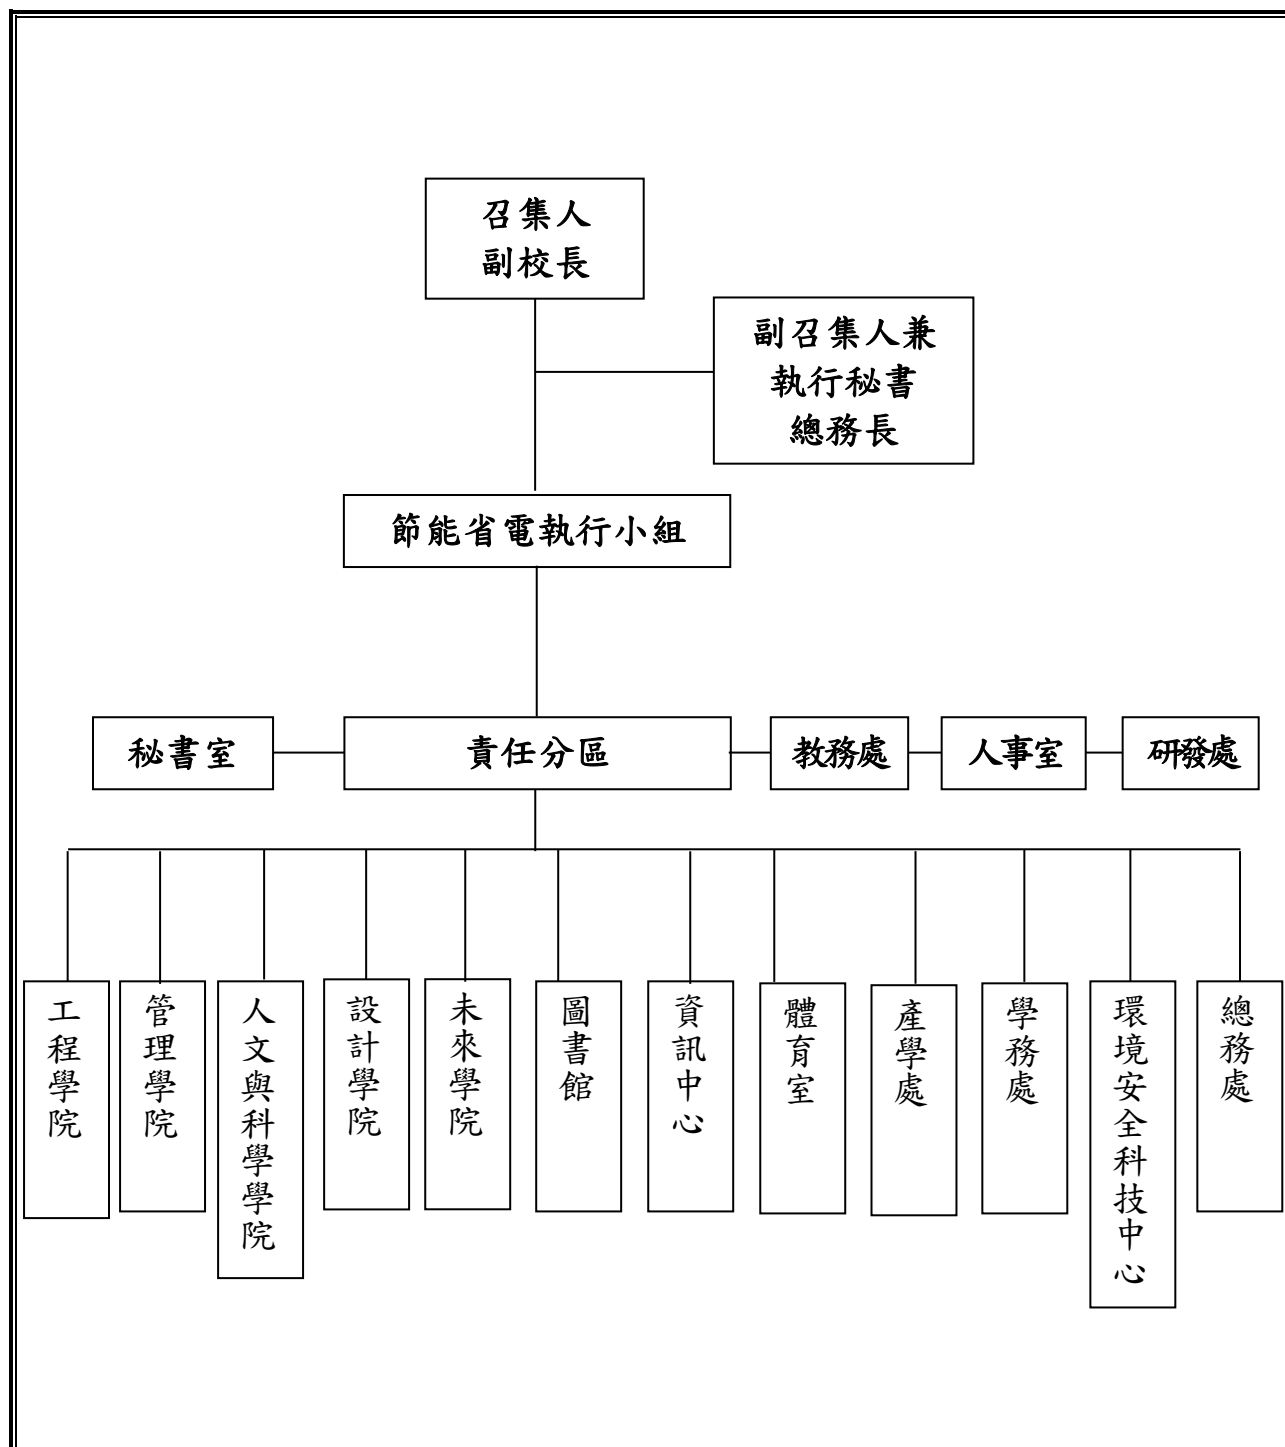 召集人
副校長
副召集人兼
執行秘書
總務長
節能省電執行小組
秘書室
責任分區
教務處
人事室
研發處
工程學院
管理學院
人文與科學學院
設計學院
未來學院
圖書館
資訊中心
體育室
產學處
學務處
環境安全科技中心
總務處